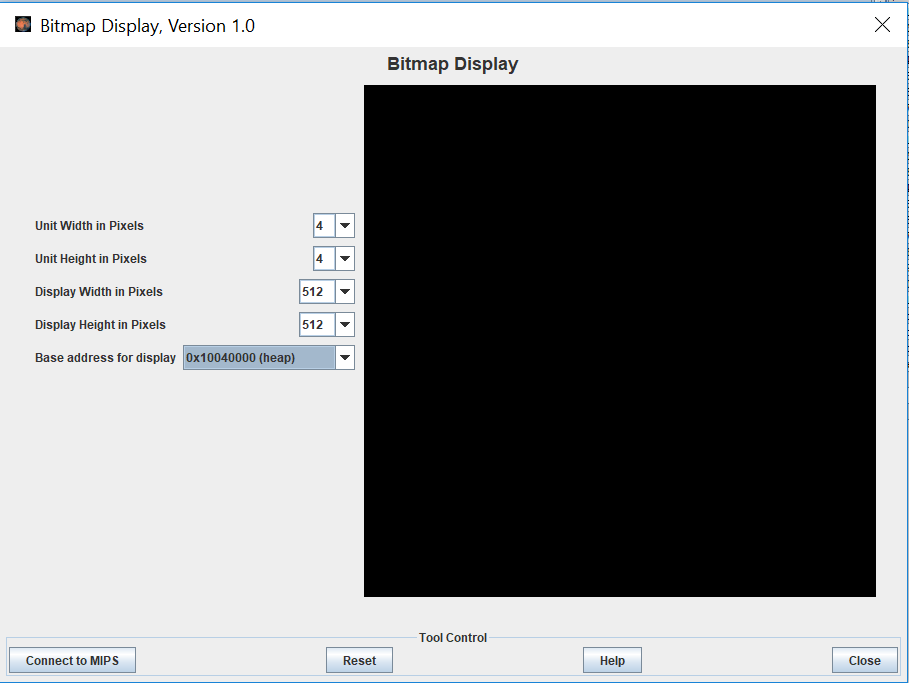 Bitmap Display, Version 1.0
Bitmap Display
Unit Width in Pixels 4
Unit Height in Pixels 4
Display Width in Pixels 512
Display Height in Pixels 512
Base address for display 0x10040000 (heap)
Tool Control
Connect to MIPS Reset Help Close